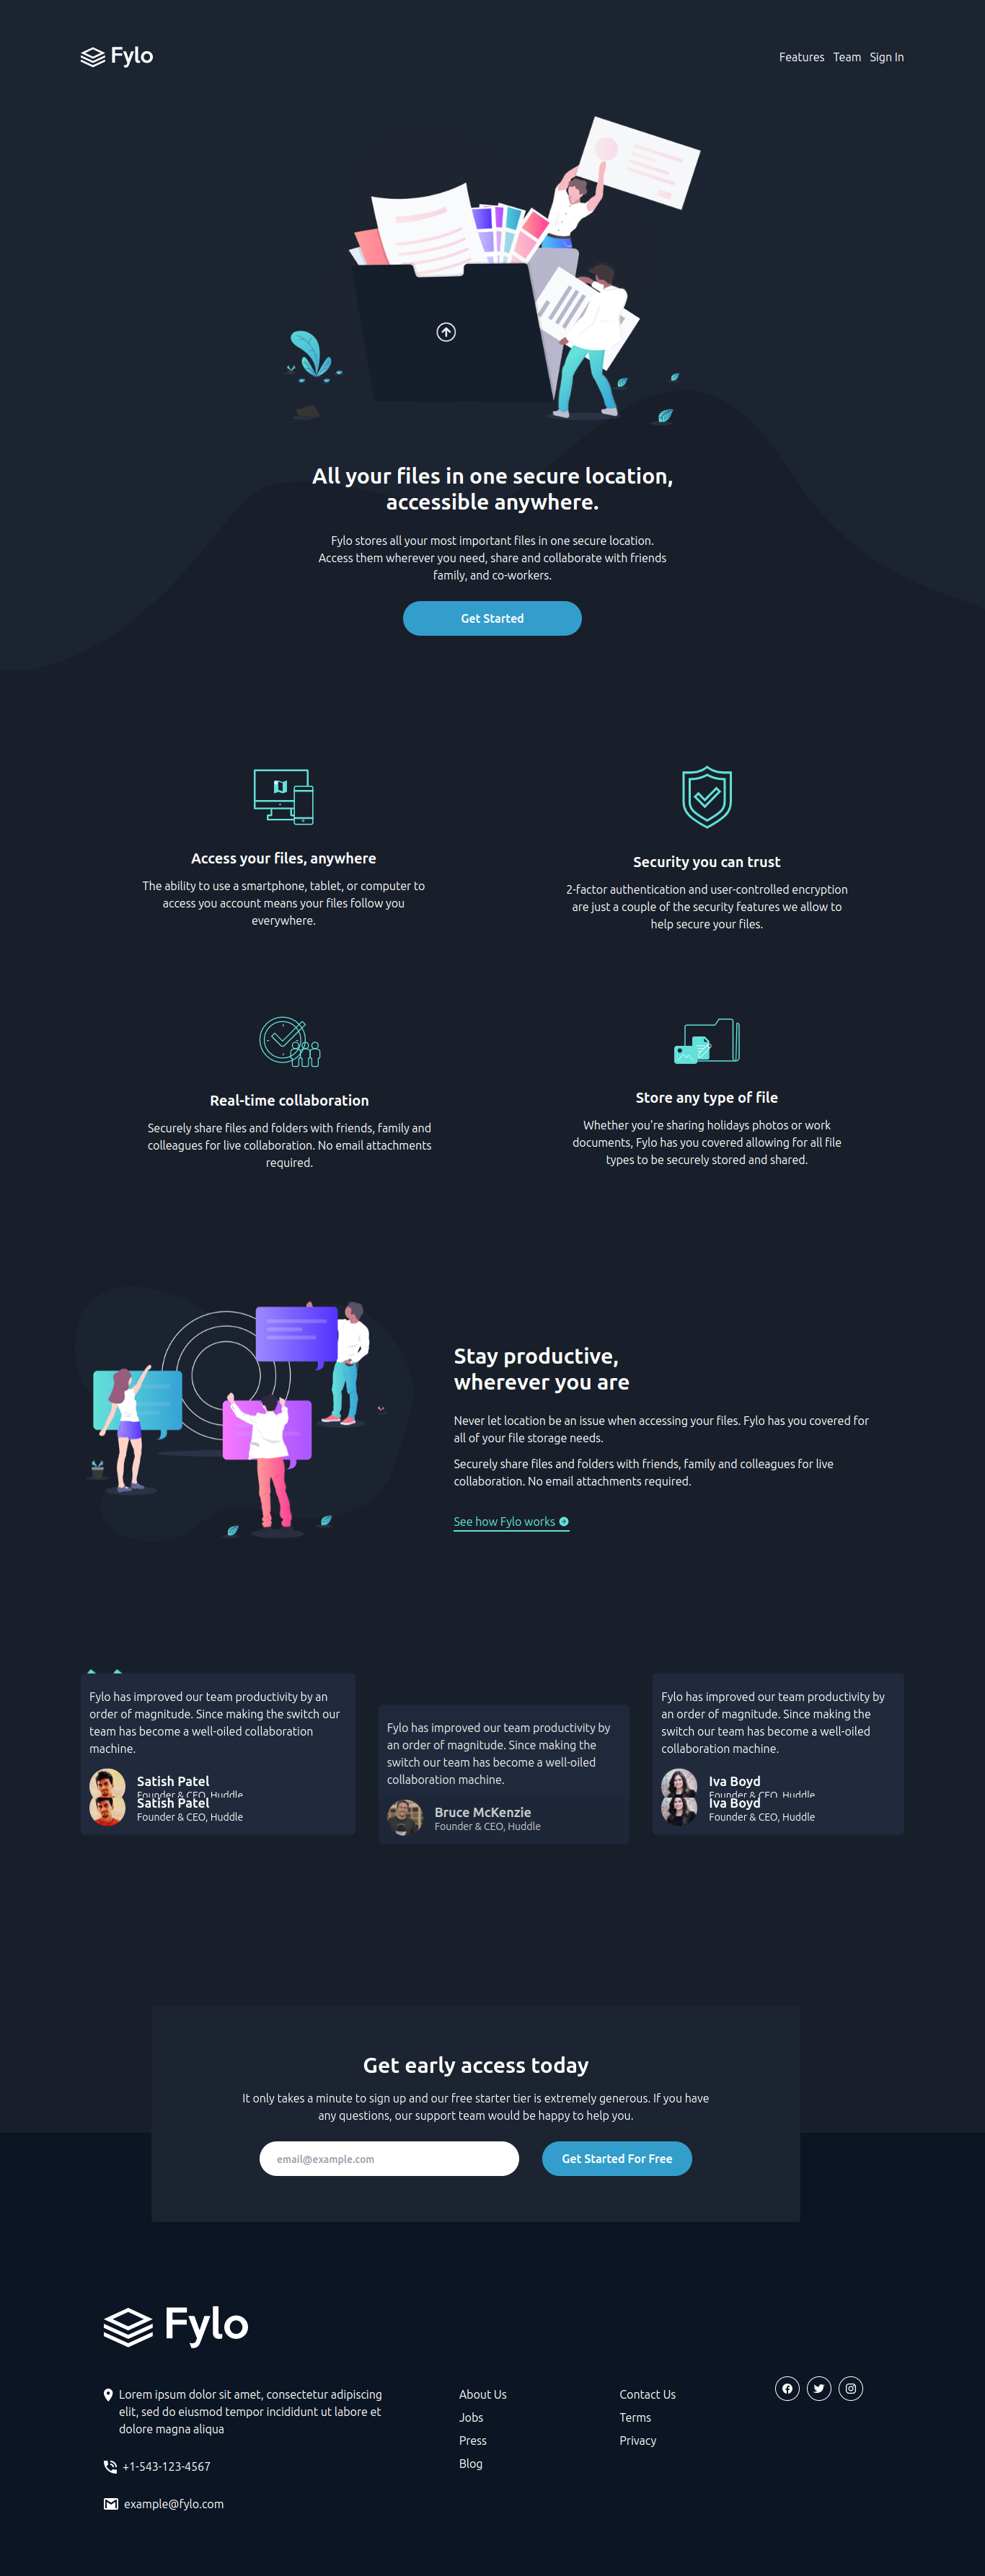 Fylo
Features Team Sign In
All your files in one secure location,
accessible anywhere.
Fylo stores all your most important files in one secure location.
Access them wherever you need, share and collaborate with friends
family, and co-workers.
Get Started
Access your files, anywhere
The ability to use a smartphone, tablet, or computer to
access you account means your files follow you
everywhere.
Security you can trust
2-factor authentication and user-controlled encryption
are just a couple of the security features we allow to
help secure your files.
Real-time collaboration
Securely share files and folders with friends, family and
colleagues for live collaboration. No email attachments
required.
Store any type of file
Whether you're sharing holidays photos or work
documents, Fylo has you covered allowing for all file
types to be securely stored and shared.
Stay productive,
wherever you are
Never let location be an issue when accessing your files. Fylo has you covered for
all of your file storage needs.
Securely share files and folders with friends, family and colleagues for live
collaboration. No email attachments required.
See how Fylo works
Fylo has improved our team productivity by an
order of magnitude. Since making the switch our
team has become a well-oiled collaboration
machine.
Satish Patel
Founder & CEO, Huddle
Satish Patel
Founder & CEO, Huddle
Fylo has improved our team productivity by
an order of magnitude. Since making the
switch our team has become a well-oiled
collaboration machine.
Bruce McKenzie
Founder & CEO, Huddle
Fylo has improved our team productivity by
an order of magnitude. Since making the
switch our team has become a well-oiled
collaboration machine.
Iva Boyd
Founder & CEO, Huddle
Iva Boyd
Founder & CEO, Huddle
Get early access today
It only takes a minute to sign up and our free starter tier is extremely generous. If you have
any questions, our support team would be happy to help you.
email@example.com
Get Started For Free
Fylo
Lorem ipsum dolor sit amet, consectetur adipiscing
elit, sed do eiusmod tempor incididunt ut labore et
dolore magna aliqua
+1-543-123-4567
example@fylo.com
About Us
Jobs
Press
Blog
Contact Us
Terms
Privacy